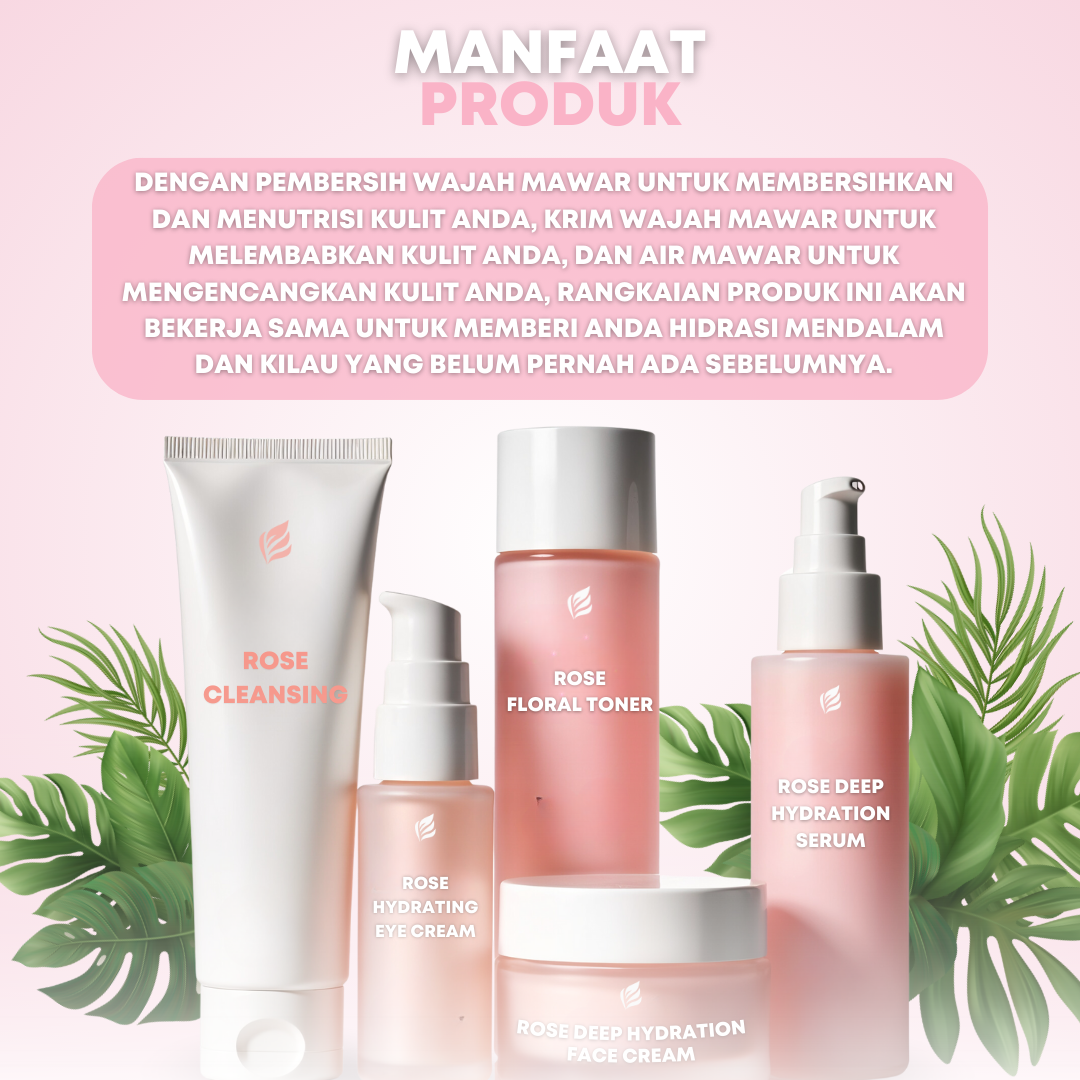 MANFAAT
PRODUK
DENGAN PEMBERSIH WAJAH MAWAR UNTUK MEMBERSIHKAN
DAN MENUTRISI KULIT ANDA, KRIM WAJAH MAWAR UNTUK
MELEMBABKAN KULIT ANDA, DAN AIR MAWAR UNTUK
MENGENCANGKAN KULIT ANDA, RANGKAIAN PRODUK INI AKAN
BEKERJA SAMA UNTUK MEMBERI ANDA HIDRASI MENDALAM
DAN KILAU YANG BELUM PERNAH ADA SEBELUMNYA.
ROSE
CLEANSING
ROSE
HYDRATING
EYE CREAM
ROSE
FLORAL TONER
ROSE DEEP HYDRATION
FACE CREAM
ROSE DEEP
HYDRATION
SERUM